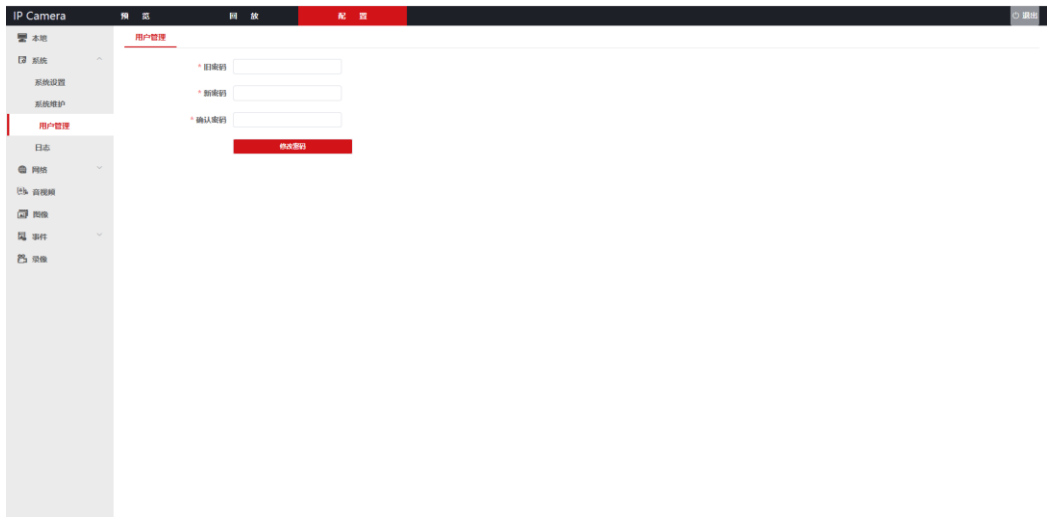 IP Camera 预 览 回 放 配 置 退出
本地
用户管理
系统
* 旧密码
系统设置
* 新密码
系统维护
* 确认密码
用户管理
日志
修改密码
网络
音视频
图像
事件
录像